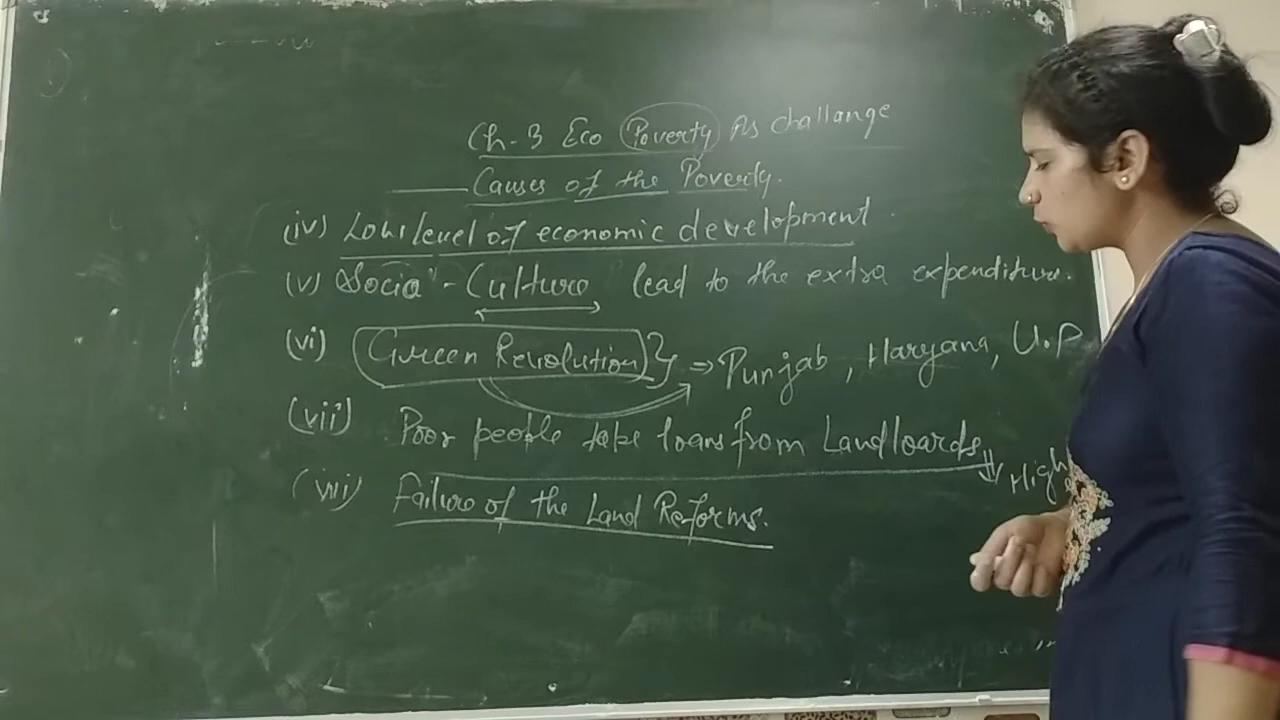 Ch-3 Eco Poverty As challange
Causes of the Poverty.
(iv) Low level of economic development.
(v) Social - Culture lead to the extra expenditure.
(vi) Green Revolution } => Punjab, Haryana, U.P
(vii) Poor people take loans from Landloards
High
(viii) Failure of the Land Reforms.